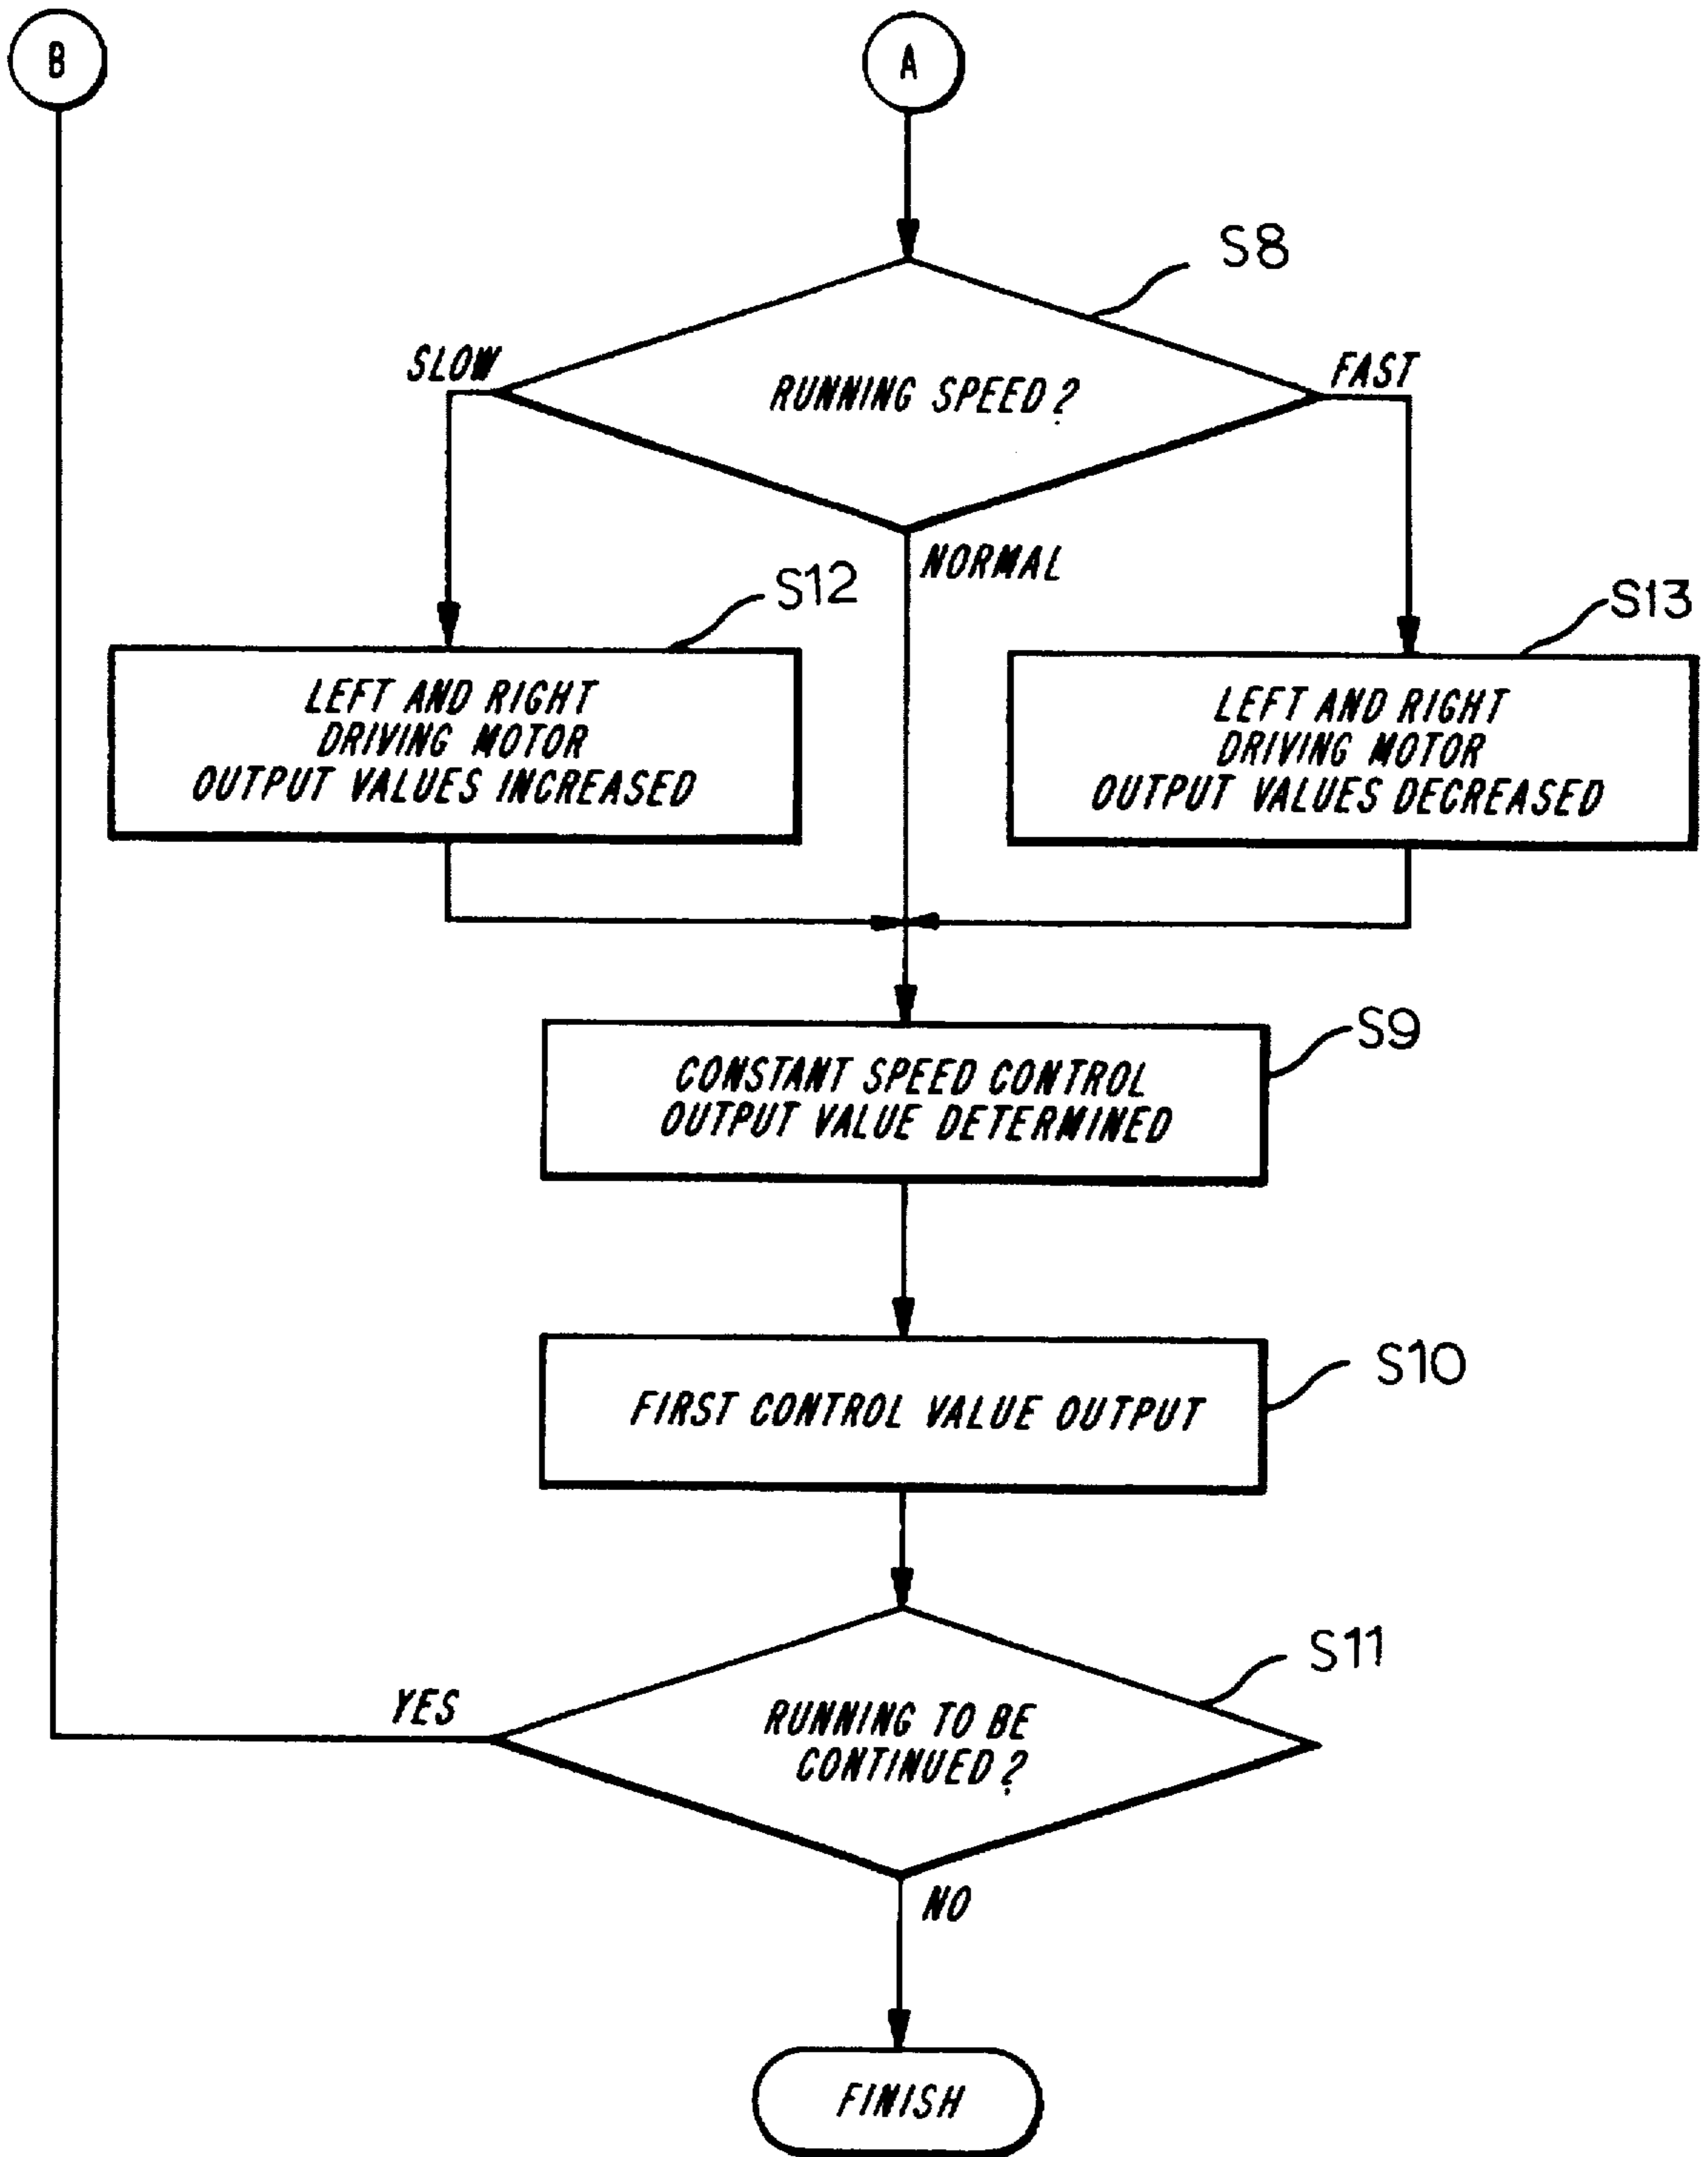 B
A
S8
SLOW
RUNNING SPEED?
FAST
NORMAL
S12
S13
LEFT AND RIGHT
DRIVING MOTOR
OUTPUT VALUES INCREASED
LEFT AND RIGHT
DRIVING MOTOR
OUTPUT VALUES DECREASED
S9
CONSTANT SPEED CONTROL
OUTPUT VALUE DETERMINED
S10
FIRST CONTROL VALUE OUTPUT
S11
YES
RUNNING TO BE
CONTINUED?
NO
FINISH